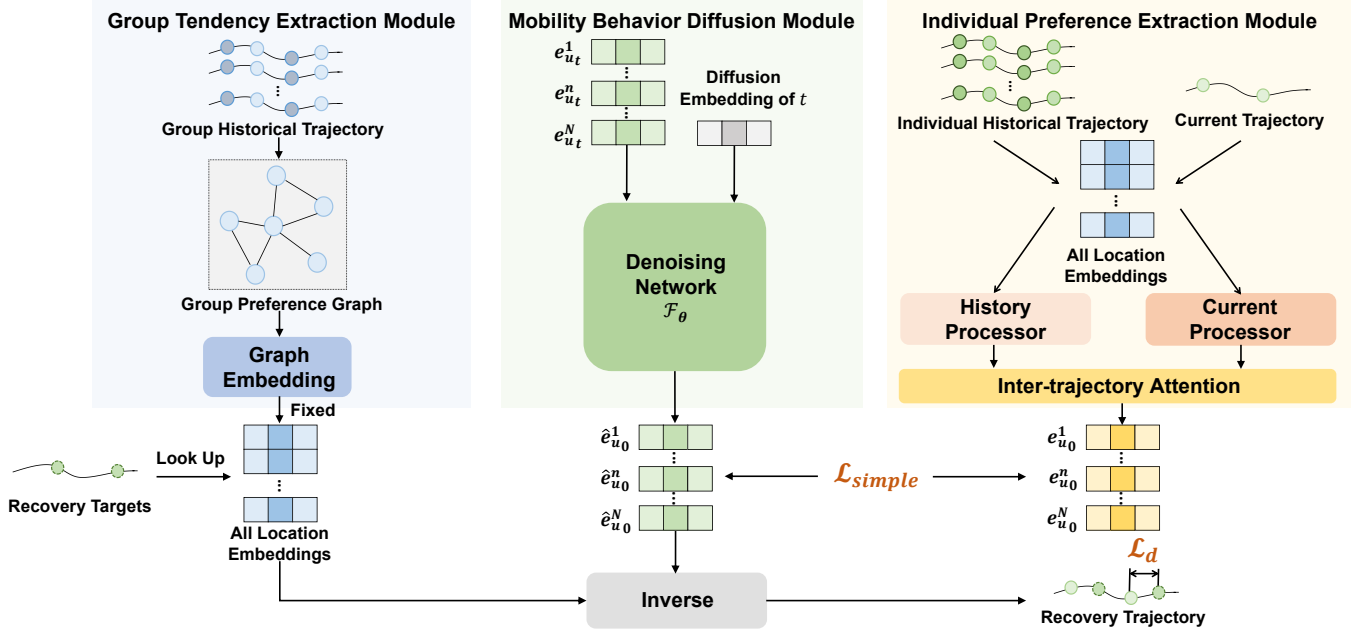 Group Tendency Extraction Module
Group Historical Trajectory
Group Preference Graph
Graph
Embedding
Fixed
Look Up
Recovery Targets
All Location
Embeddings
Mobility Behavior Diffusion Module
e_{u_t}^1
e_{u_t}^n
e_{u_t}^N
Diffusion
Embedding of t
Denoising
Network
ℱ_θ
ê_{u_0}^1
ê_{u_0}^n
ê_{u_0}^N
ℒ_{simple}
Inverse
Individual Preference Extraction Module
Individual Historical Trajectory
Current Trajectory
All Location
Embeddings
History
Processor
Current
Processor
Inter-trajectory Attention
e_{u_0}^1
e_{u_0}^n
e_{u_0}^N
ℒ_d
Recovery Trajectory